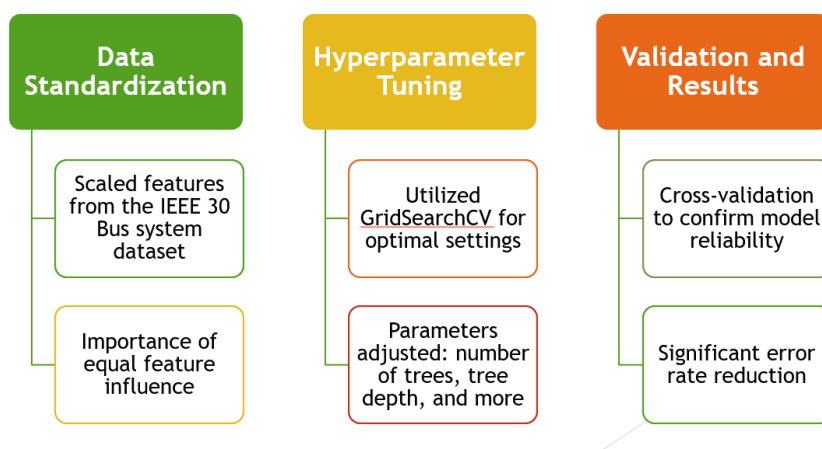 Data
Standardization
Scaled features
from the IEEE 30
Bus system
dataset
Importance of
equal feature
influence
Hyperparameter
Tuning
Utilized
GridSearchCV for
optimal settings
Parameters
adjusted: number
of trees, tree
depth, and more
Validation and
Results
Cross-validation
to confirm model
reliability
Significant error
rate reduction